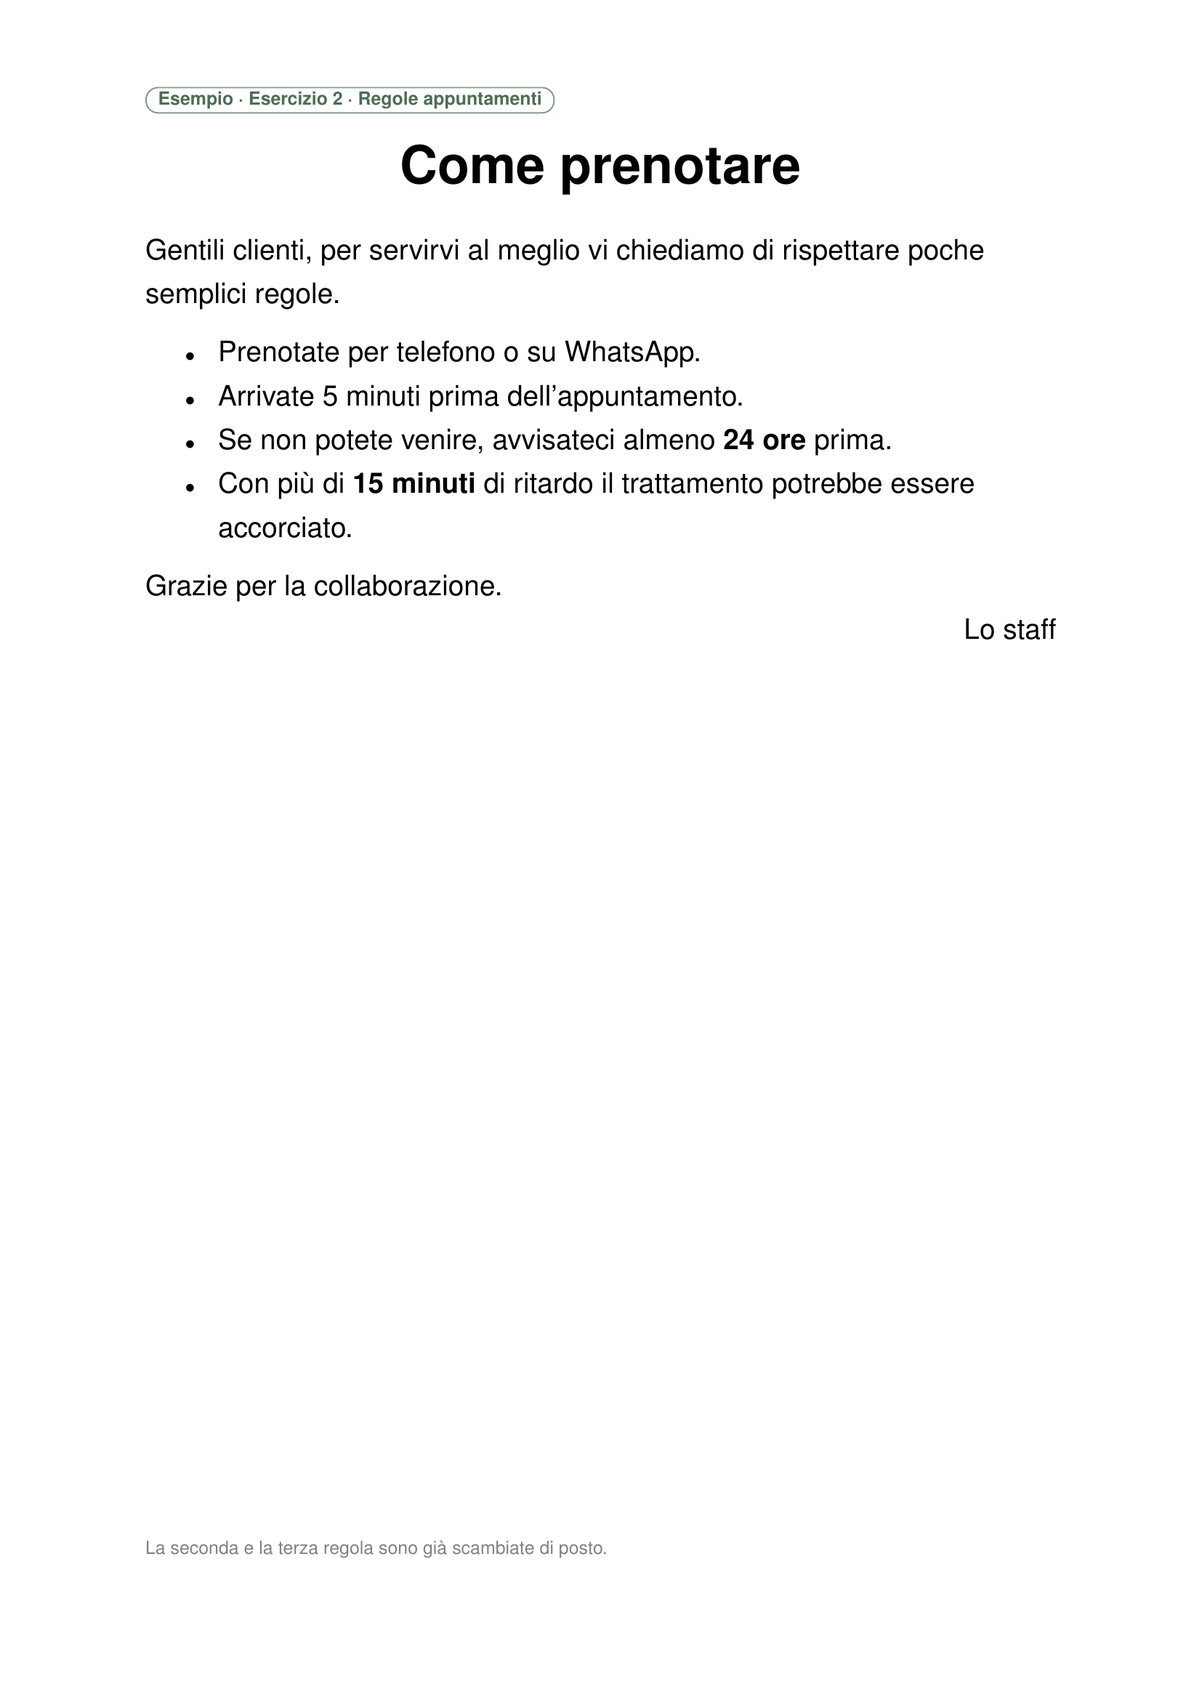 Esempio · Esercizio 2 · Regole appuntamenti
Come prenotare
Gentili clienti, per servirvi al meglio vi chiediamo di rispettare poche
semplici regole.
• Prenotate per telefono o su WhatsApp.
• Arrivate 5 minuti prima dell’appuntamento.
• Se non potete venire, avvisateci almeno 24 ore prima.
• Con più di 15 minuti di ritardo il trattamento potrebbe essere
accorciato.
Grazie per la collaborazione.
Lo staff
La seconda e la terza regola sono già scambiate di posto.